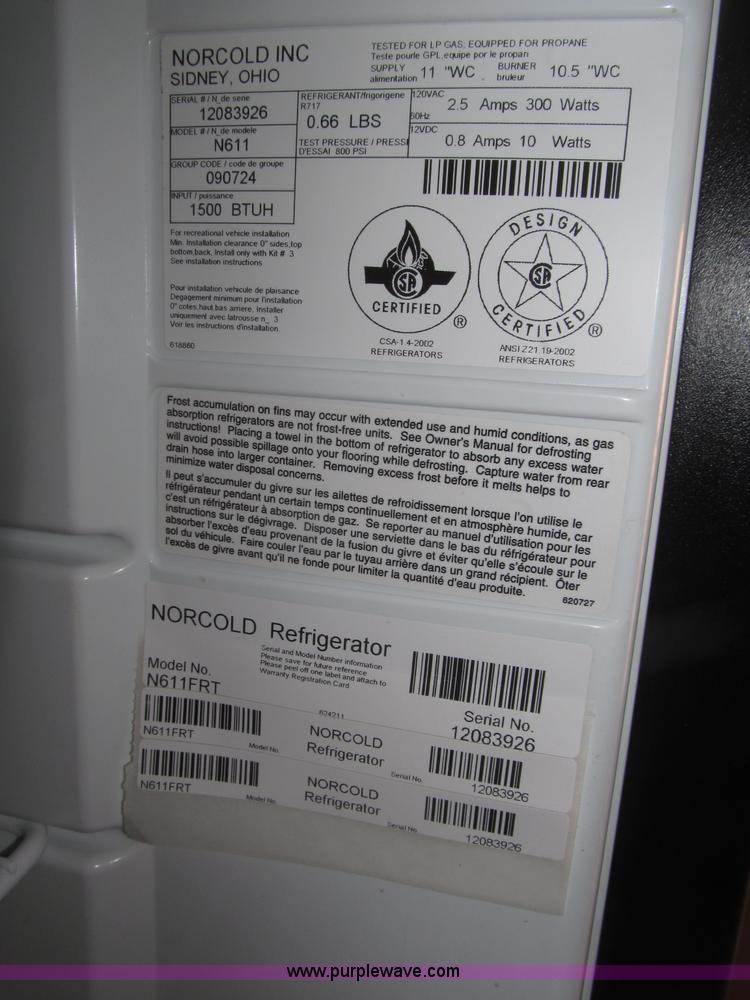 NORCOLD INC
SIDNEY, OHIO
TESTED FOR LP GAS; EQUIPPED FOR PROPANE
Teste pourle GPL,equipe por le propan
SUPPLY 11 "WC . BURNER 10.5 "WC
alimentation bruleur
SERIAL # / N_de serie
12083926
MODEL # / N_de modele
N611
GROUP CODE / code de groupe
090724
INPUT / puissance
1500 BTUH
REFRIGERANT/frigorigene
R717
0.66 LBS
TEST PRESSURE / PRESSI
D'ESSAI 800 PSI
120VAC
60Hz
2.5 Amps 300 Watts
12VDC
0.8 Amps 10 Watts
For recreational vehicle installation
Min. Installation clearance 0" sides,top
bottom,back, Install only with Kit # 3
See installation instructions
Pour installation vehicule de plaisance
Degagement minimum pour l'installation
0" cotes,haut,bas arriere, Installer
uniquement avec latrousse n_ 3
Voir les instructions d'installation.
618860
SA
CERTIFIED
®
CSA-1.4-2002
REFRIGERATORS
DESIGN
SA
CERTIFIED
®
ANSI Z21.19-2002
REFRIGERATORS
Frost accumulation on fins may occur with extended use and humid conditions, as gas
absorption refrigerators are not frost-free units. See Owner's Manual for defrosting
instructions! Placing a towel in the bottom of refrigerator to absorb any excess water
will avoid possible spillage onto your flooring while defrosting. Capture water from rear
drain hose into larger container. Removing excess frost before it melts helps to
minimize water disposal concerns.
Il peut s'accumuler du givre sur les ailettes de refroidissement lorsque l'on utilise le
réfrigérateur pendant un certain temps continuellement et en atmosphère humide, car
c'est un réfrigérateur à absorption de gaz. Se reporter au manuel d'utilisation pour les
instructions sur le dégivrage. Disposer une serviette dans le bas du réfrigérateur pour
absorber l'excès d'eau provenant de la fusion du givre et éviter qu'elle s'écoule sur le
sol du véhicule. Faire couler l'eau par le tuyau arrière dans un grand récipient. Ôter
l'excès de givre avant qu'il ne fonde pour limiter la quantité d'eau produite.
620727
NORCOLD Refrigerator
Serial and Model Number information
Please save for future reference
Please peel off one label and attach to
Warranty Registration Card
Model No.
N611FRT
624211
Serial No.
12083926
N611FRT
Model No.
NORCOLD
Refrigerator
Serial No.
12083926
N611FRT
Model No.
NORCOLD
Refrigerator
Serial No.
12083926
www.purplewave.com